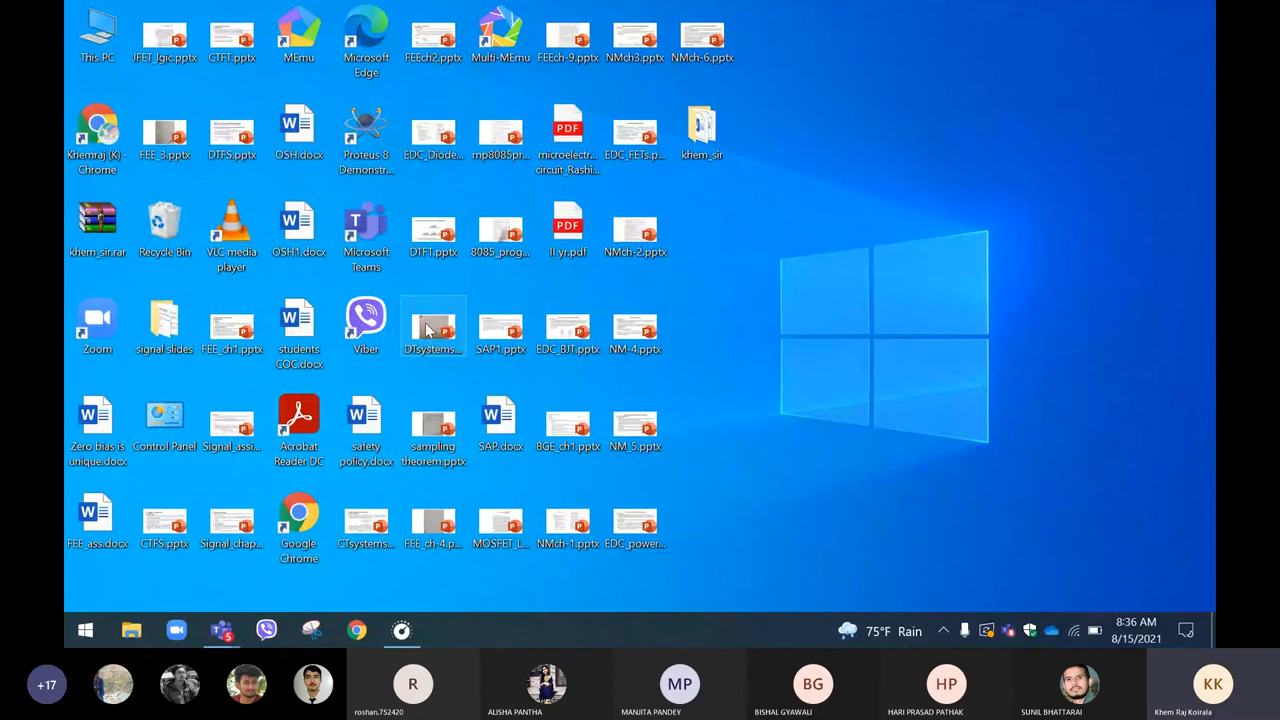 This PC
JFET_lgic.pptx
CTFT.pptx
MEmu
Microsoft
Edge
FEEch2.pptx
Multi-MEmu
FEEch-9.pptx
NMch3.pptx
NMch-6.pptx
Khemraj (K) -
Chrome
FEE_3.pptx
DTFS.pptx
OSH.docx
Proteus 8
Demonstr...
EDC_Diode...
mp8085pr...
PDF
microelectr...
circuit_Rashi...
EDC_FETs.p...
khem_sir
khem_sir.rar
Recycle Bin
VLC media
player
OSH1.docx
Microsoft
Teams
DTFT.pptx
8085_prog...
PDF
II yr.pdf
NMch-2.pptx
Zoom
signal slides
FEE_ch1.pptx
students
COC.docx
Viber
DTsystems...
SAP1.pptx
EDC_BJT.pptx
NM-4.pptx
Zero bias is
unique.docx
Control Panel
Signal_assi...
Acrobat
Reader DC
safety
policy.docx
sampling
theorem.pptx
SAP.docx
BGE_ch1.pptx
NM_5.pptx
FEE_ass.docx
CTFS.pptx
Signal_chap...
Google
Chrome
CTsystems...
FEE_ch-4.p...
MOSFET_L...
NMch-1.pptx
EDC_power...
5
75°F Rain
8:36 AM
8/15/2021
+17
R
roshan.752420
ALISHA PANTHA
MP
MANJITA PANDEY
BG
BISHAL GYAWALI
HP
HARI PRASAD PATHAK
SUNIL BHATTARAI
KK
Khem Raj Koirala